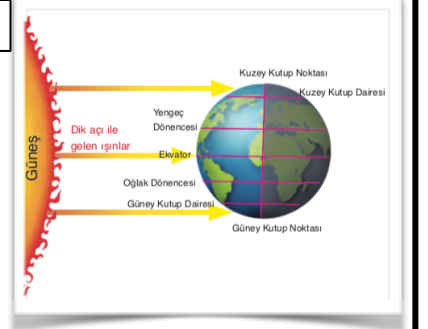 Kuzey Kutup Noktası
Kuzey Kutup Dairesi
Yengeç
Dönencesi
Dik açı ile
gelen ışınlar
Ekvator
Güneş
Oğlak Dönencesi
Güney Kutup Dairesi
Güney Kutup Noktası